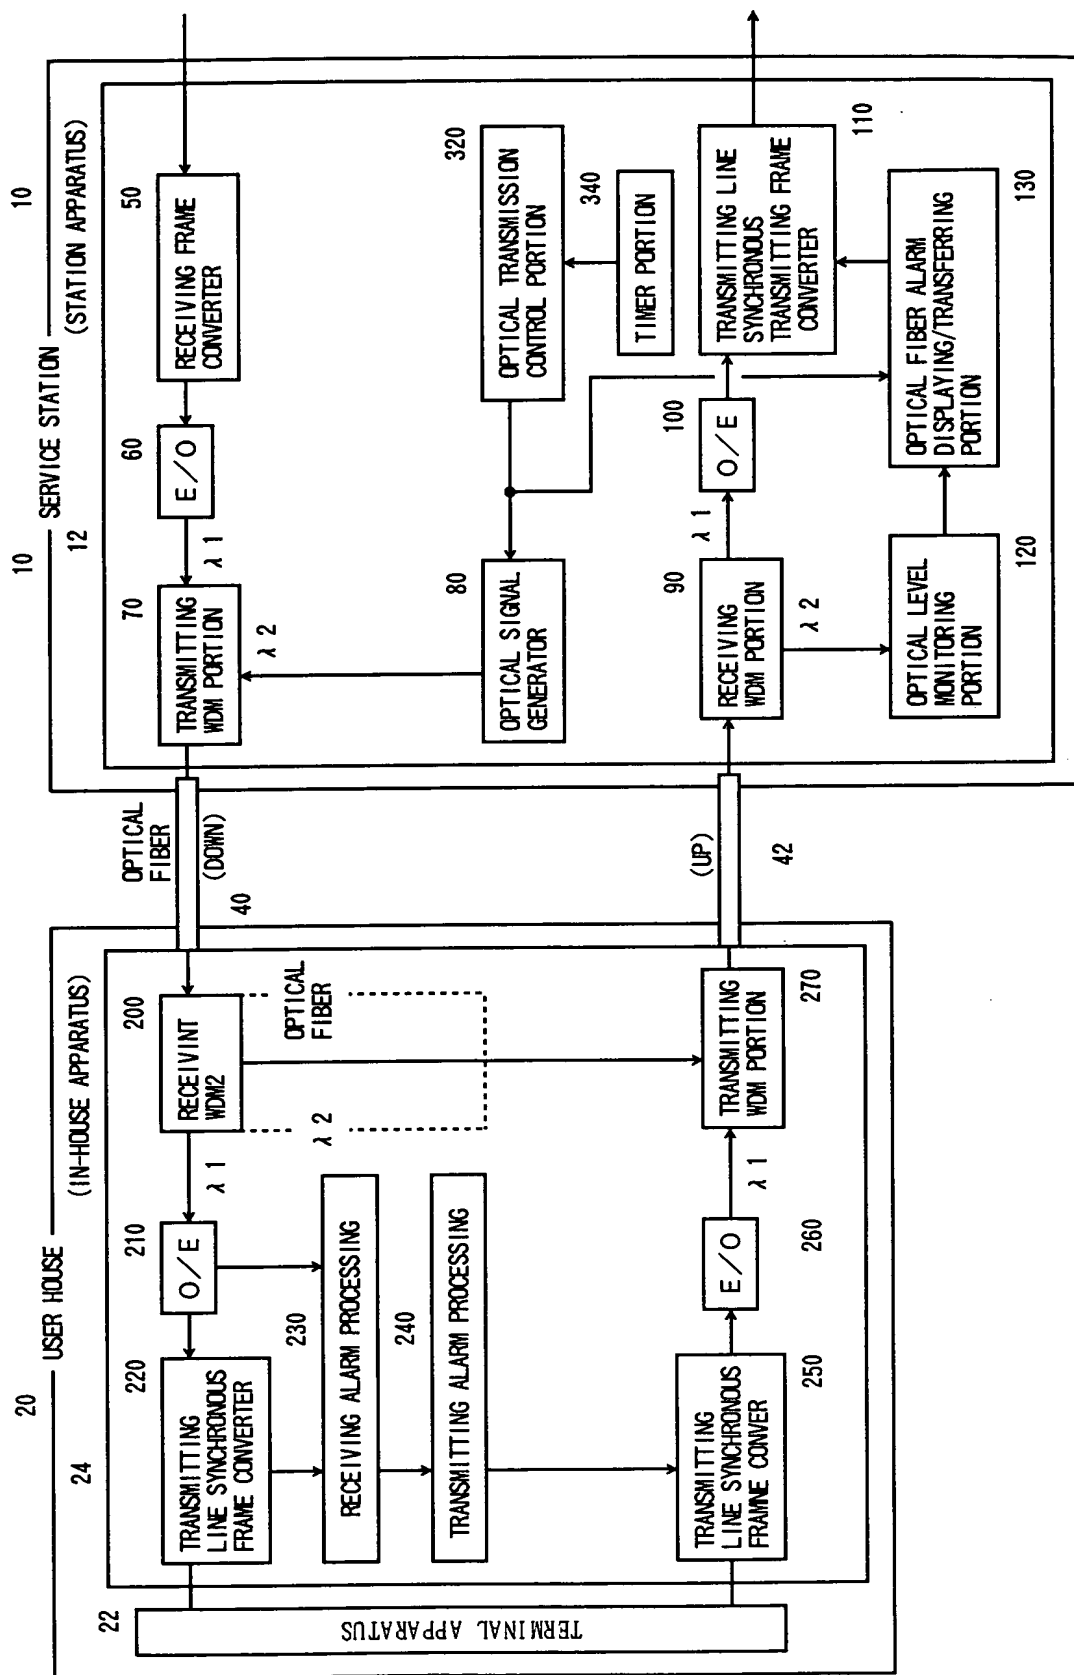 10
SERVICE STATION
10
12
(STATION APPARATUS)
50
RECEIVING FRAME
CONVERTER
60
E/O
λ 1
70
TRANSMITTING
WDM PORTION
λ 2
320
OPTICAL TRANSMISSION
CONTROL PORTION
340
TIMER PORTION
80
OPTICAL SIGNAL
GENERATOR
90
RECEIVING
WDM PORTION
λ 1
λ 2
100
O/E
TRANSMITTING LINE
SYNCHRONOUS
TRANSMITTING FRAME
CONVERTER
110
OPTICAL FIBER ALARM
DISPLAYING/TRANSFERRING
PORTION
130
OPTICAL LEVEL
MONITORING
PORTION
120
OPTICAL
FIBER
(DOWN)
40
(UP)
42
20
USER HOUSE
24
(IN-HOUSE APPARATUS)
200
RECEIVINT
WDM2
OPTICAL
FIBER
λ 2
λ 1
210
O/E
220
TRANSMITTING
LINE SYNCHRONOUS
FRAME CONVERTER
230
RECEIVING ALARM PROCESSING
240
TRANSMITTING ALARM PROCESSING
TRANSMITTING
LINE SYNCHRONOUS
FRAMNE CONVER
250
E/O
260
λ 1
TRANSMITTING
WDM PORTION
270
22
TERMINAL APPARATUS